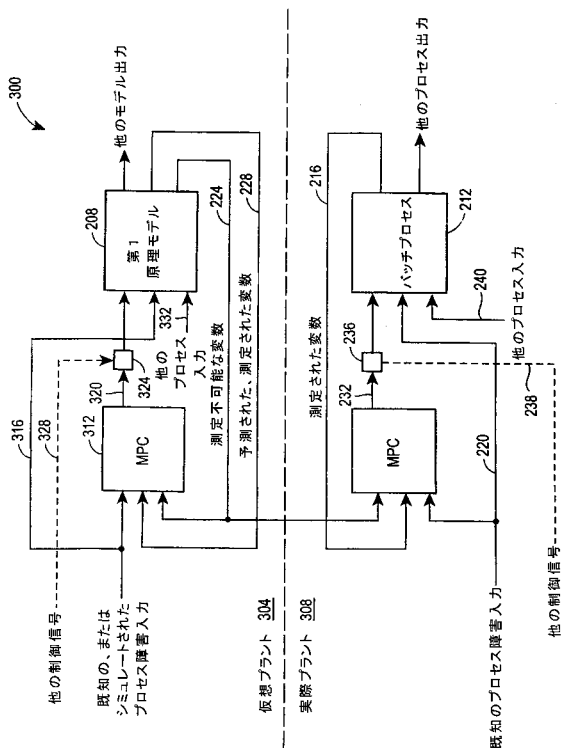 300
他のモデル出力
208
第1
原理モデル
224
228
332
他の
プロセス
入力
測定不可能な変数
予測された、測定された変数
324
320
312
MPC
316
328
他の制御信号
既知の、または
シミュレートされた
プロセス障害入力
仮想プラント 304
実際プラント 308
216
測定された変数
他のプロセス出力
バッチプロセス
212
240
他のプロセス入力
236
232
238
MPC
220
既知のプロセス障害入力
他の制御信号